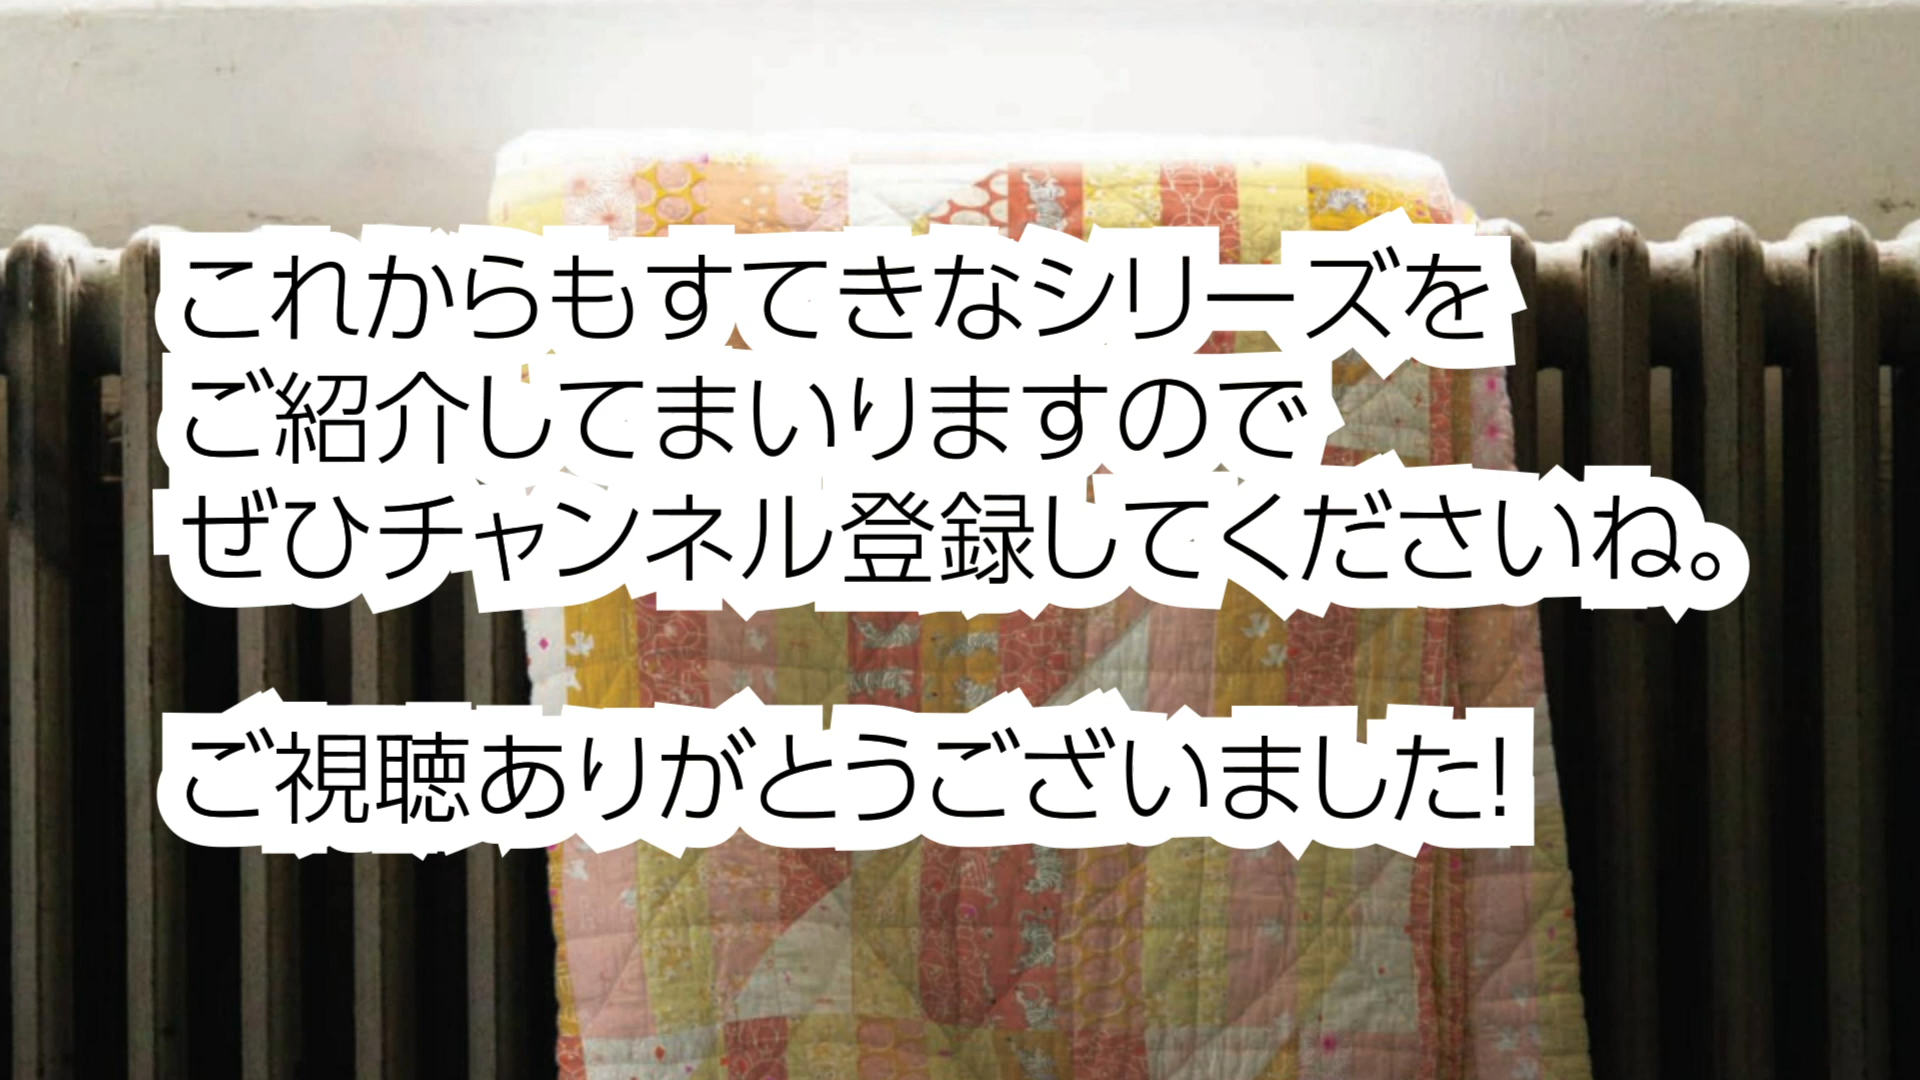 これからもすてきなシリーズを
ご紹介してまいりますので
ぜひチャンネル登録してくださいね。
ご視聴ありがとうございました!